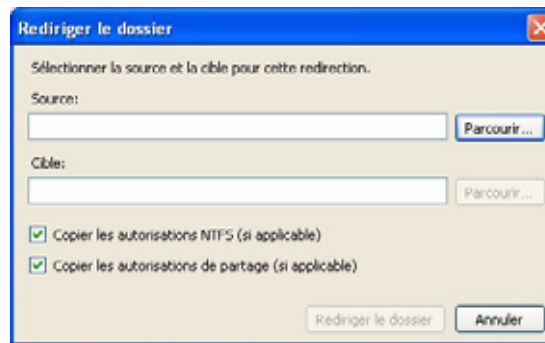 Rediriger le dossier
Sélectionner la source et la cible pour cette redirection.
Source:
Parcourir...
Cible:
Parcourir...
Copier les autorisations NTFS (si applicable)
Copier les autorisations de partage (si applicable)
Rediriger le dossier
Annuler